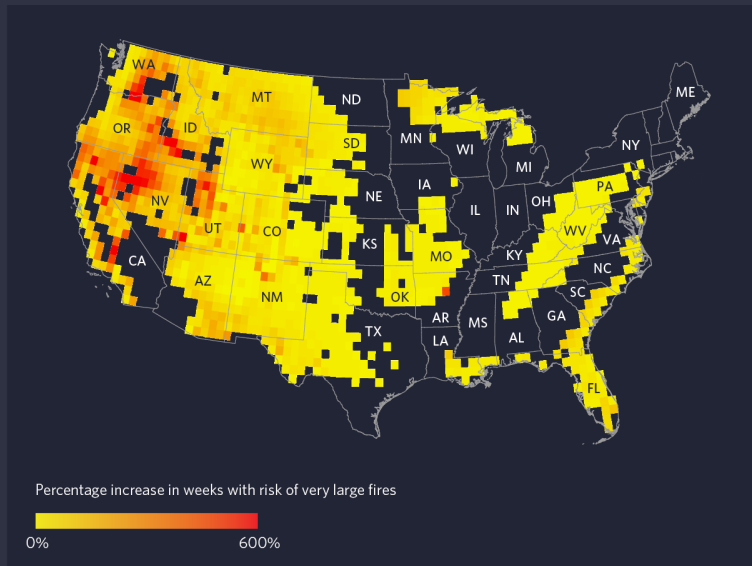 WA
ME
MT
ND
OR
ID
MN
SD
NY
WI
WY
MI
IA
PA
NE
NV
IL
IN
OH
UT
CO
WV
KS
VA
MO
KY
CA
NC
AZ
TN
NM
OK
SC
AR
GA
MS
TX
AL
LA
FL
Percentage increase in weeks with risk of very large fires
0% 600%